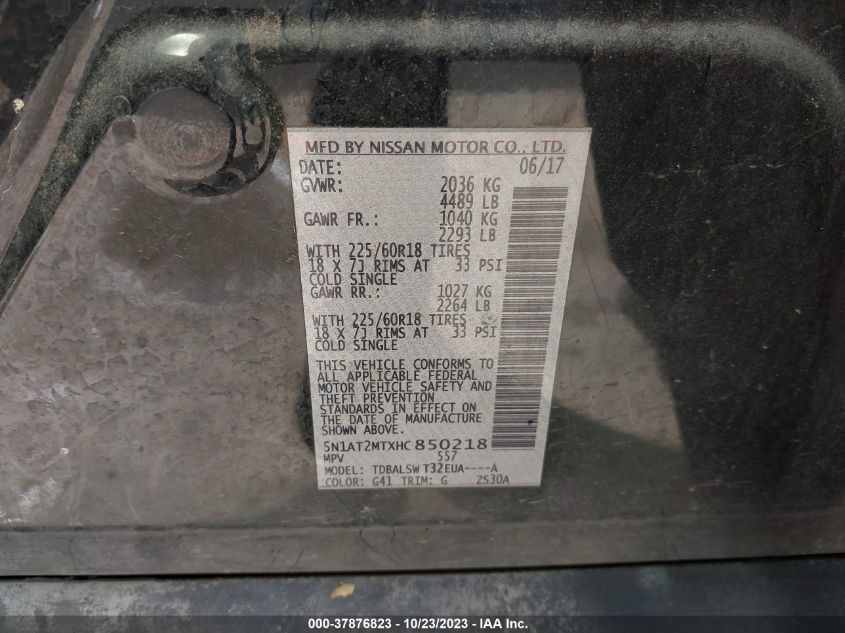 MFD BY NISSAN MOTOR CO., LTD.
DATE: 06/17
GVWR: 2036 KG
4489 LB
GAWR FR.: 1040 KG
2293 LB
WITH 225/60R18 TIRES
18 X 7J RIMS AT 33 PSI
COLD SINGLE
GAWR RR.: 1027 KG
2264 LB
WITH 225/60R18 TIRES
18 X 7J RIMS AT 33 PSI
COLD SINGLE
THIS VEHICLE CONFORMS TO
ALL APPLICABLE FEDERAL
MOTOR VEHICLE SAFETY AND
THEFT PREVENTION
STANDARDS IN EFFECT ON
THE DATE OF MANUFACTURE
SHOWN ABOVE.
5N1AT2MTXHC850218
MPV 557
MODEL: TDBALSW T32EUA----A
COLOR: G41 TRIM: G ZS30A
000-37876823 - 10/23/2023 - IAA Inc.